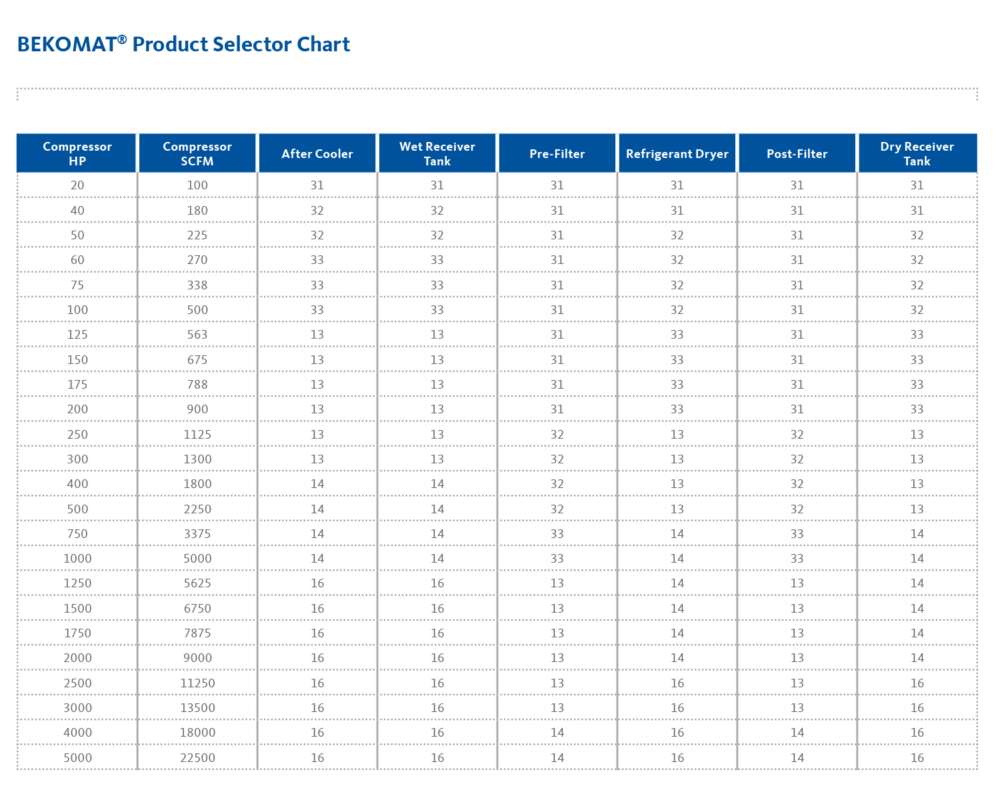 BEKOMAT® Product Selector Chart
Compressor HP Compressor SCFM After Cooler Wet Receiver Tank Pre-Filter Refrigerant Dryer Post-Filter Dry Receiver Tank
20 100 31 31 31 31 31 31
40 180 32 32 31 31 31 31
50 225 32 32 31 32 31 32
60 270 33 33 31 32 31 32
75 338 33 33 31 32 31 32
100 500 33 33 31 32 31 32
125 563 13 13 31 33 31 33
150 675 13 13 31 33 31 33
175 788 13 13 31 33 31 33
200 900 13 13 31 33 31 33
250 1125 13 13 32 13 32 13
300 1300 13 13 32 13 32 13
400 1800 14 14 32 13 32 13
500 2250 14 14 32 13 32 13
750 3375 14 14 33 14 33 14
1000 5000 14 14 33 14 33 14
1250 5625 16 16 13 14 13 14
1500 6750 16 16 13 14 13 14
1750 7875 16 16 13 14 13 14
2000 9000 16 16 13 14 13 14
2500 11250 16 16 13 16 13 16
3000 13500 16 16 13 16 13 16
4000 18000 16 16 14 16 14 16
5000 22500 16 16 14 16 14 16